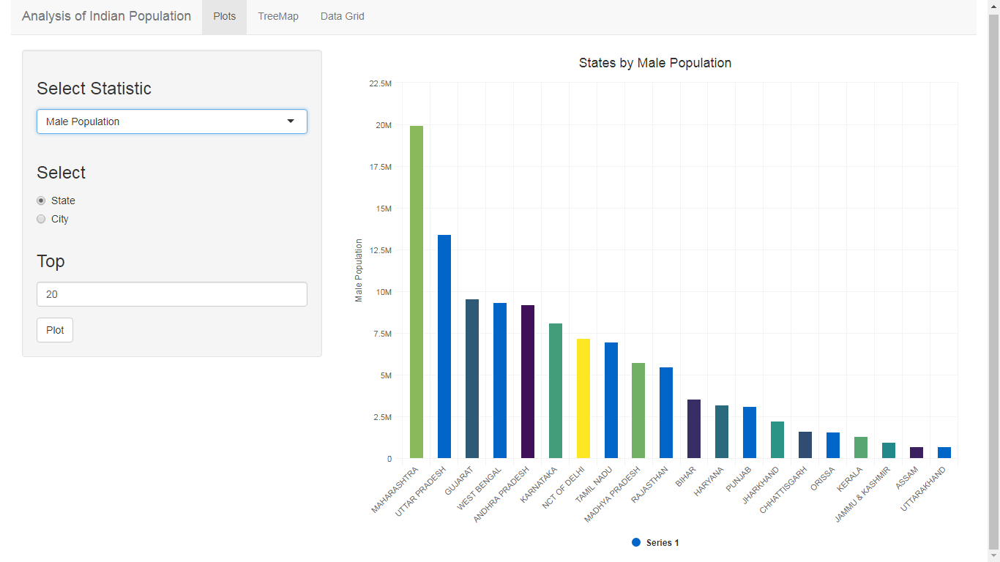 Analysis of Indian Population Plots TreeMap Data Grid
Select Statistic
Male Population
Select
State
City
Top
20
Plot
States by Male Population
Male Population
22.5M
20M
17.5M
15M
12.5M
10M
7.5M
5M
2.5M
0
MAHARASHTRA
UTTAR PRADESH
GUJARAT
WEST BENGAL
ANDHRA PRADESH
KARNATAKA
NCT OF DELHI
TAMIL NADU
MADHYA PRADESH
RAJASTHAN
BIHAR
HARYANA
PUNJAB
JHARKHAND
CHHATTISGARH
ORISSA
KERALA
JAMMU & KASHMIR
ASSAM
UTTARAKHAND
Series 1